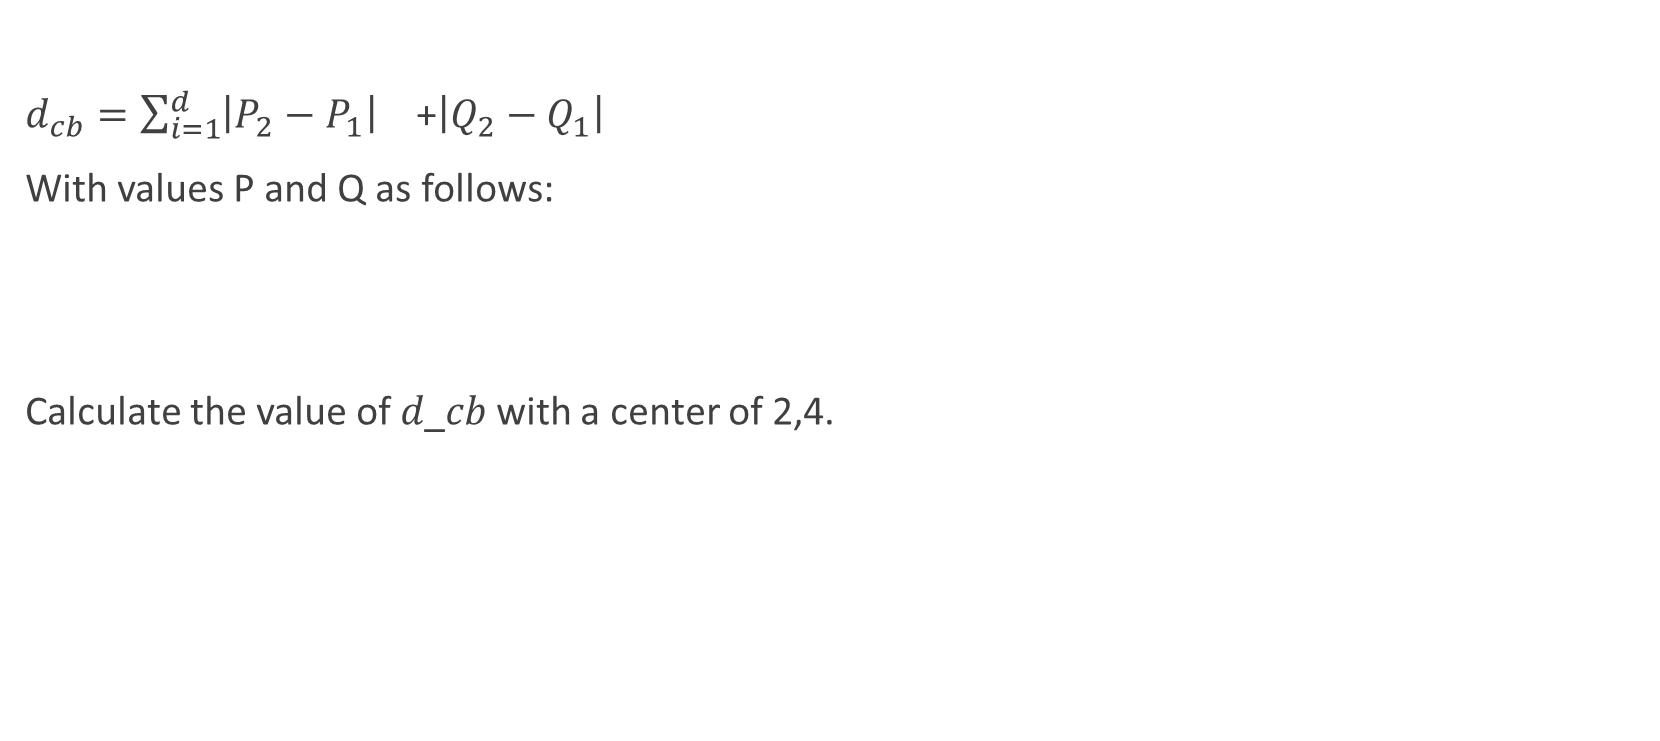 d_cb = ∑_{i=1}^{d}|P₂ − P₁| +|Q₂ − Q₁|
With values P and Q as follows:
Calculate the value of d_cb with a center of 2,4.